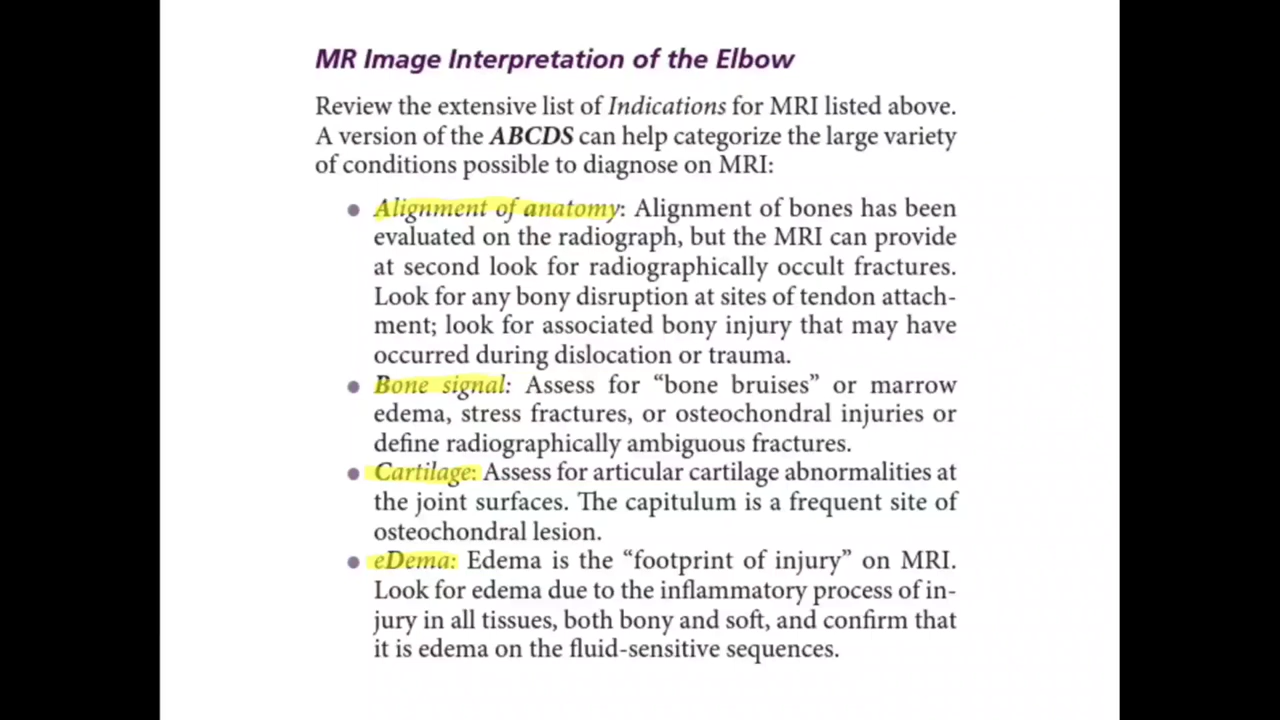 MR Image Interpretation of the Elbow
Review the extensive list of Indications for MRI listed above.
A version of the ABCDS can help categorize the large variety
of conditions possible to diagnose on MRI:
• Alignment of anatomy: Alignment of bones has been
evaluated on the radiograph, but the MRI can provide
at second look for radiographically occult fractures.
Look for any bony disruption at sites of tendon attach-
ment; look for associated bony injury that may have
occurred during dislocation or trauma.
• Bone signal: Assess for “bone bruises” or marrow
edema, stress fractures, or osteochondral injuries or
define radiographically ambiguous fractures.
• Cartilage: Assess for articular cartilage abnormalities at
the joint surfaces. The capitulum is a frequent site of
osteochondral lesion.
• eDema: Edema is the “footprint of injury” on MRI.
Look for edema due to the inflammatory process of in-
jury in all tissues, both bony and soft, and confirm that
it is edema on the fluid-sensitive sequences.